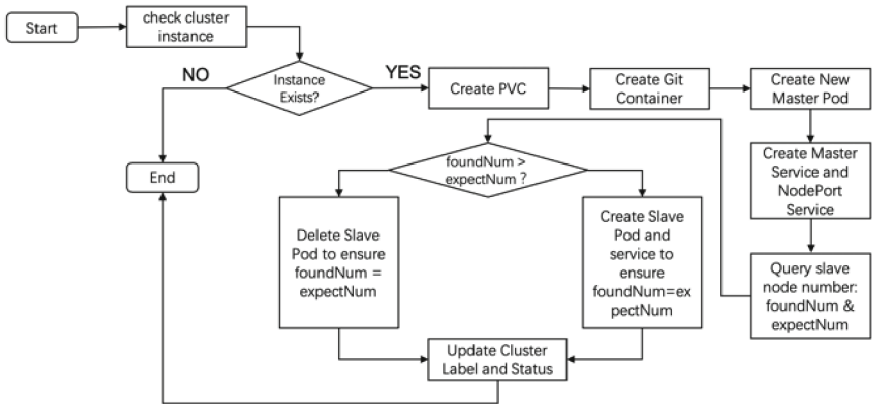 Start
check cluster
instance
NO
Instance
Exists?
YES
Create PVC
Create Git
Container
Create New
Master Pod
foundNum >
expectNum ?
Create Master
Service and
NodePort
Service
End
Delete Slave
Pod to ensure
foundNum =
expectNum
Create Slave
Pod and
service to
ensure
foundNum=ex
pectNum
Query slave
node number:
foundNum &
expectNum
Update Cluster
Label and Status